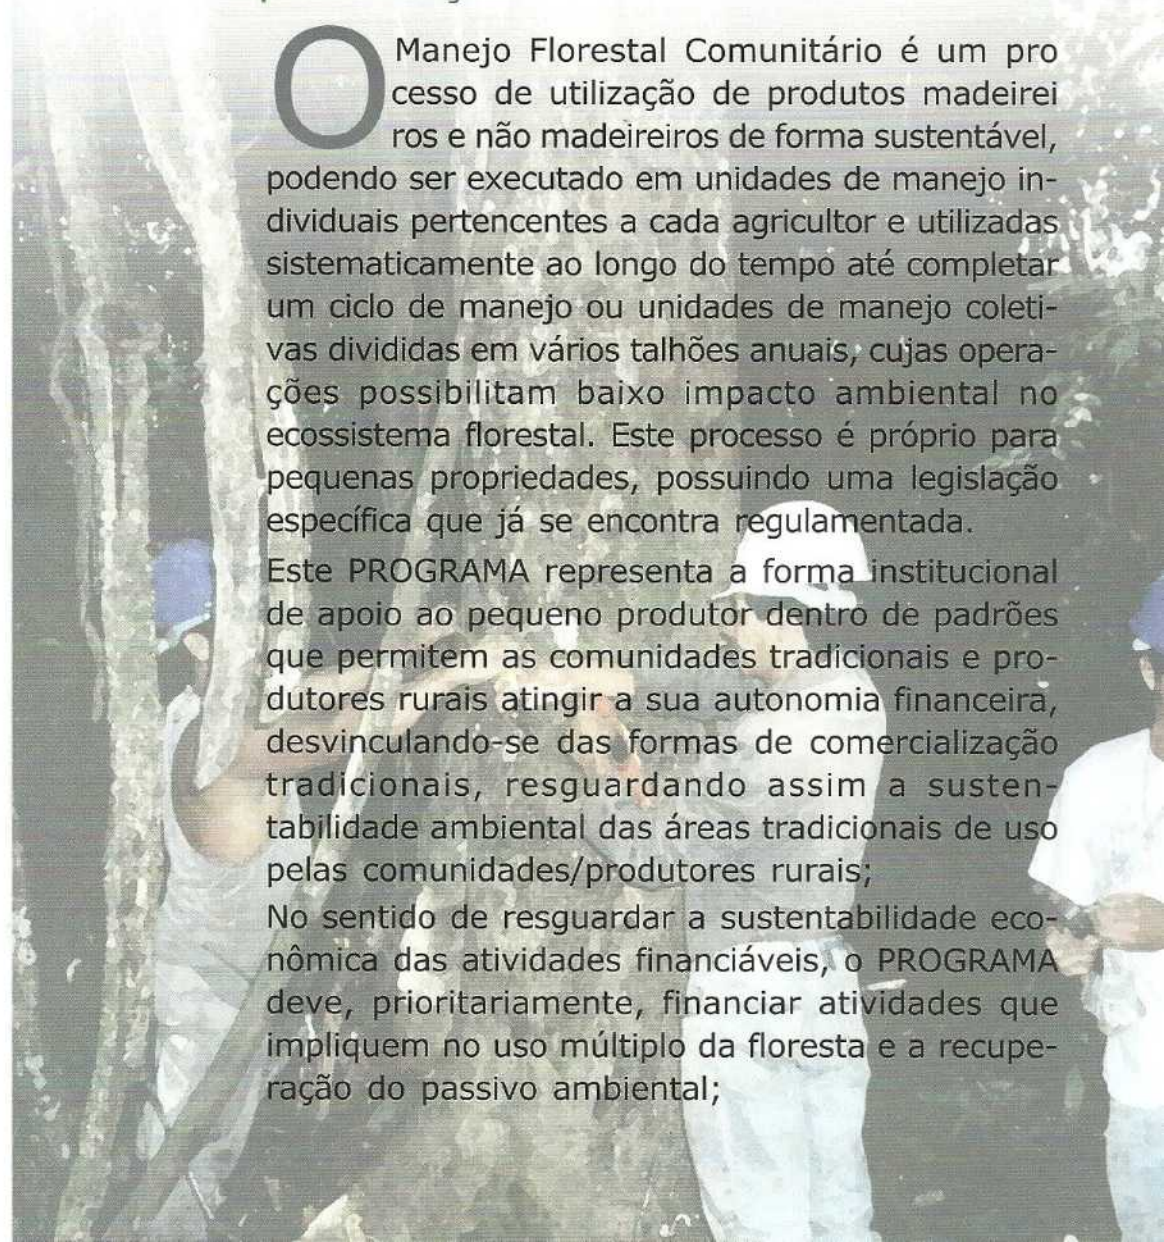 O Manejo Florestal Comunitário é um pro
cesso de utilização de produtos madeirei
ros e não madeireiros de forma sustentável,
podendo ser executado em unidades de manejo in-
dividuais pertencentes a cada agricultor e utilizadas
sistematicamente ao longo do tempo até completar
um ciclo de manejo ou unidades de manejo coleti-
vas divididas em vários talhões anuais, cujas opera-
ções possibilitam baixo impacto ambiental no
ecossistema florestal. Este processo é próprio para
pequenas propriedades, possuindo uma legislação
específica que já se encontra regulamentada.
Este PROGRAMA representa a forma institucional
de apoio ao pequeno produtor dentro de padrões
que permitem as comunidades tradicionais e pro-
dutores rurais atingir a sua autonomia financeira,
desvinculando-se das formas de comercialização
tradicionais, resguardando assim a susten-
tabilidade ambiental das áreas tradicionais de uso
pelas comunidades/produtores rurais;
No sentido de resguardar a sustentabilidade eco-
nômica das atividades financiáveis, o PROGRAMA
deve, prioritariamente, financiar atividades que
impliquem no uso múltiplo da floresta e a recupe-
ração do passivo ambiental;